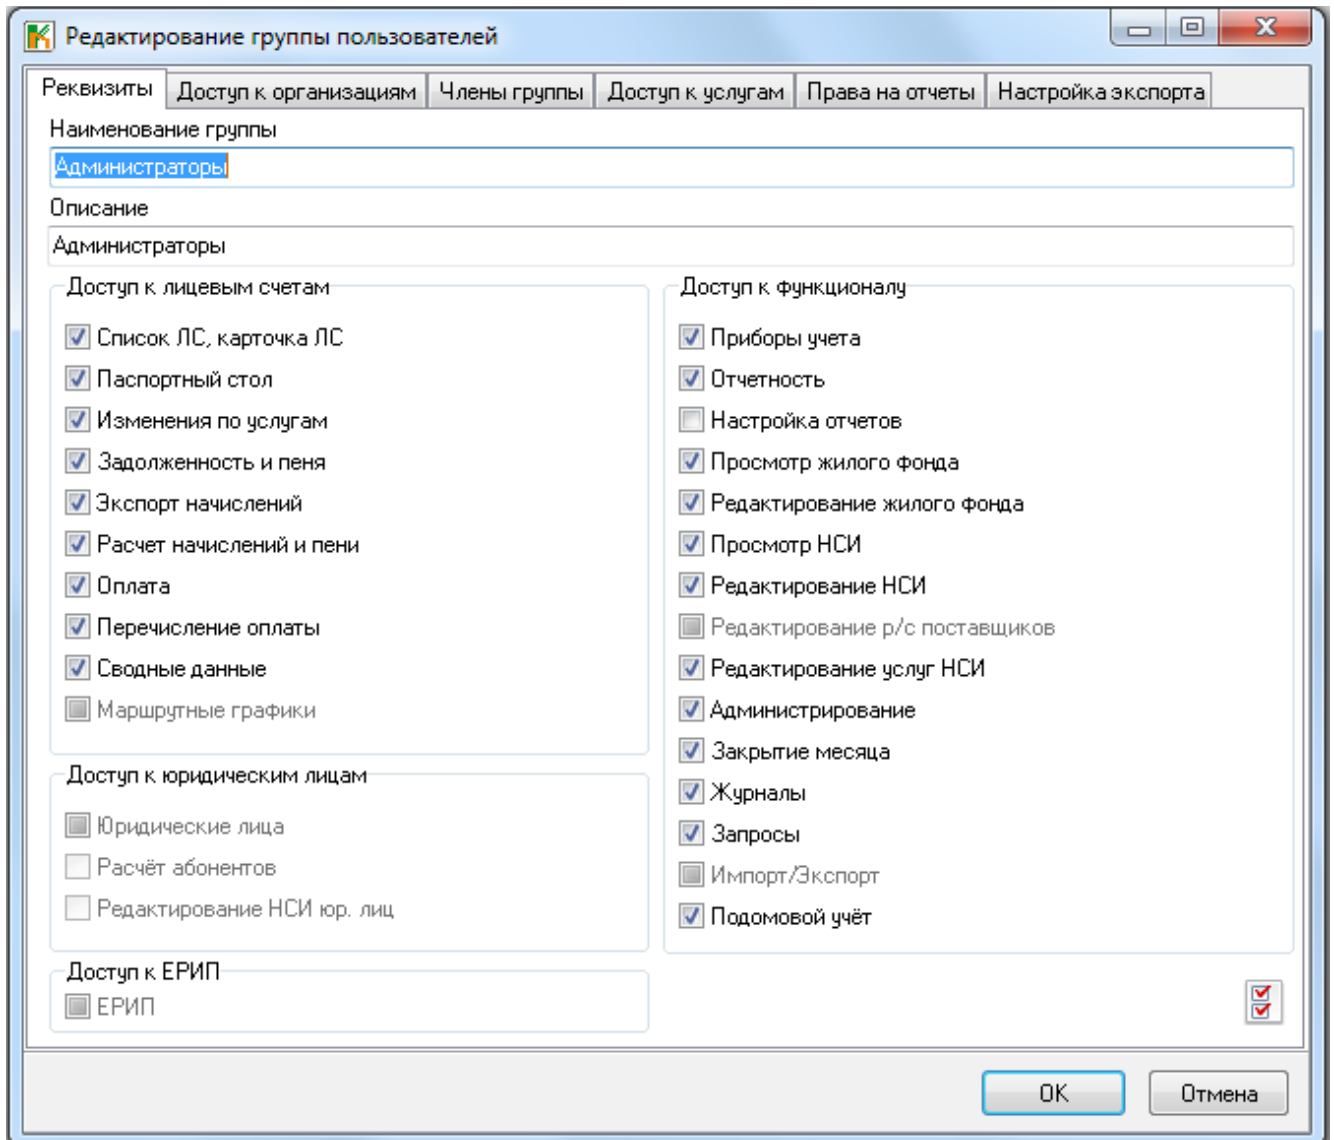 Редактирование группы пользователей
Реквизиты Доступ к организациям Члены группы Доступ к услугам Права на отчеты Настройка экспорта
Наименование группы
Администраторы
Описание
Администраторы
Доступ к лицевым счетам
Список ЛС, карточка ЛС
Паспортный стол
Изменения по услугам
Задолженность и пеня
Экспорт начислений
Расчет начислений и пени
Оплата
Перечисление оплаты
Сводные данные
Маршрутные графики
Доступ к юридическим лицам
Юридические лица
Расчёт абонентов
Редактирование НСИ юр. лиц
Доступ к ЕРИП
ЕРИП
Доступ к функционалу
Приборы учета
Отчетность
Настройка отчетов
Просмотр жилого фонда
Редактирование жилого фонда
Просмотр НСИ
Редактирование НСИ
Редактирование р/с поставщиков
Редактирование услуг НСИ
Администрирование
Закрытие месяца
Журналы
Запросы
Импорт/Экспорт
Подомовой учёт
OK Отмена